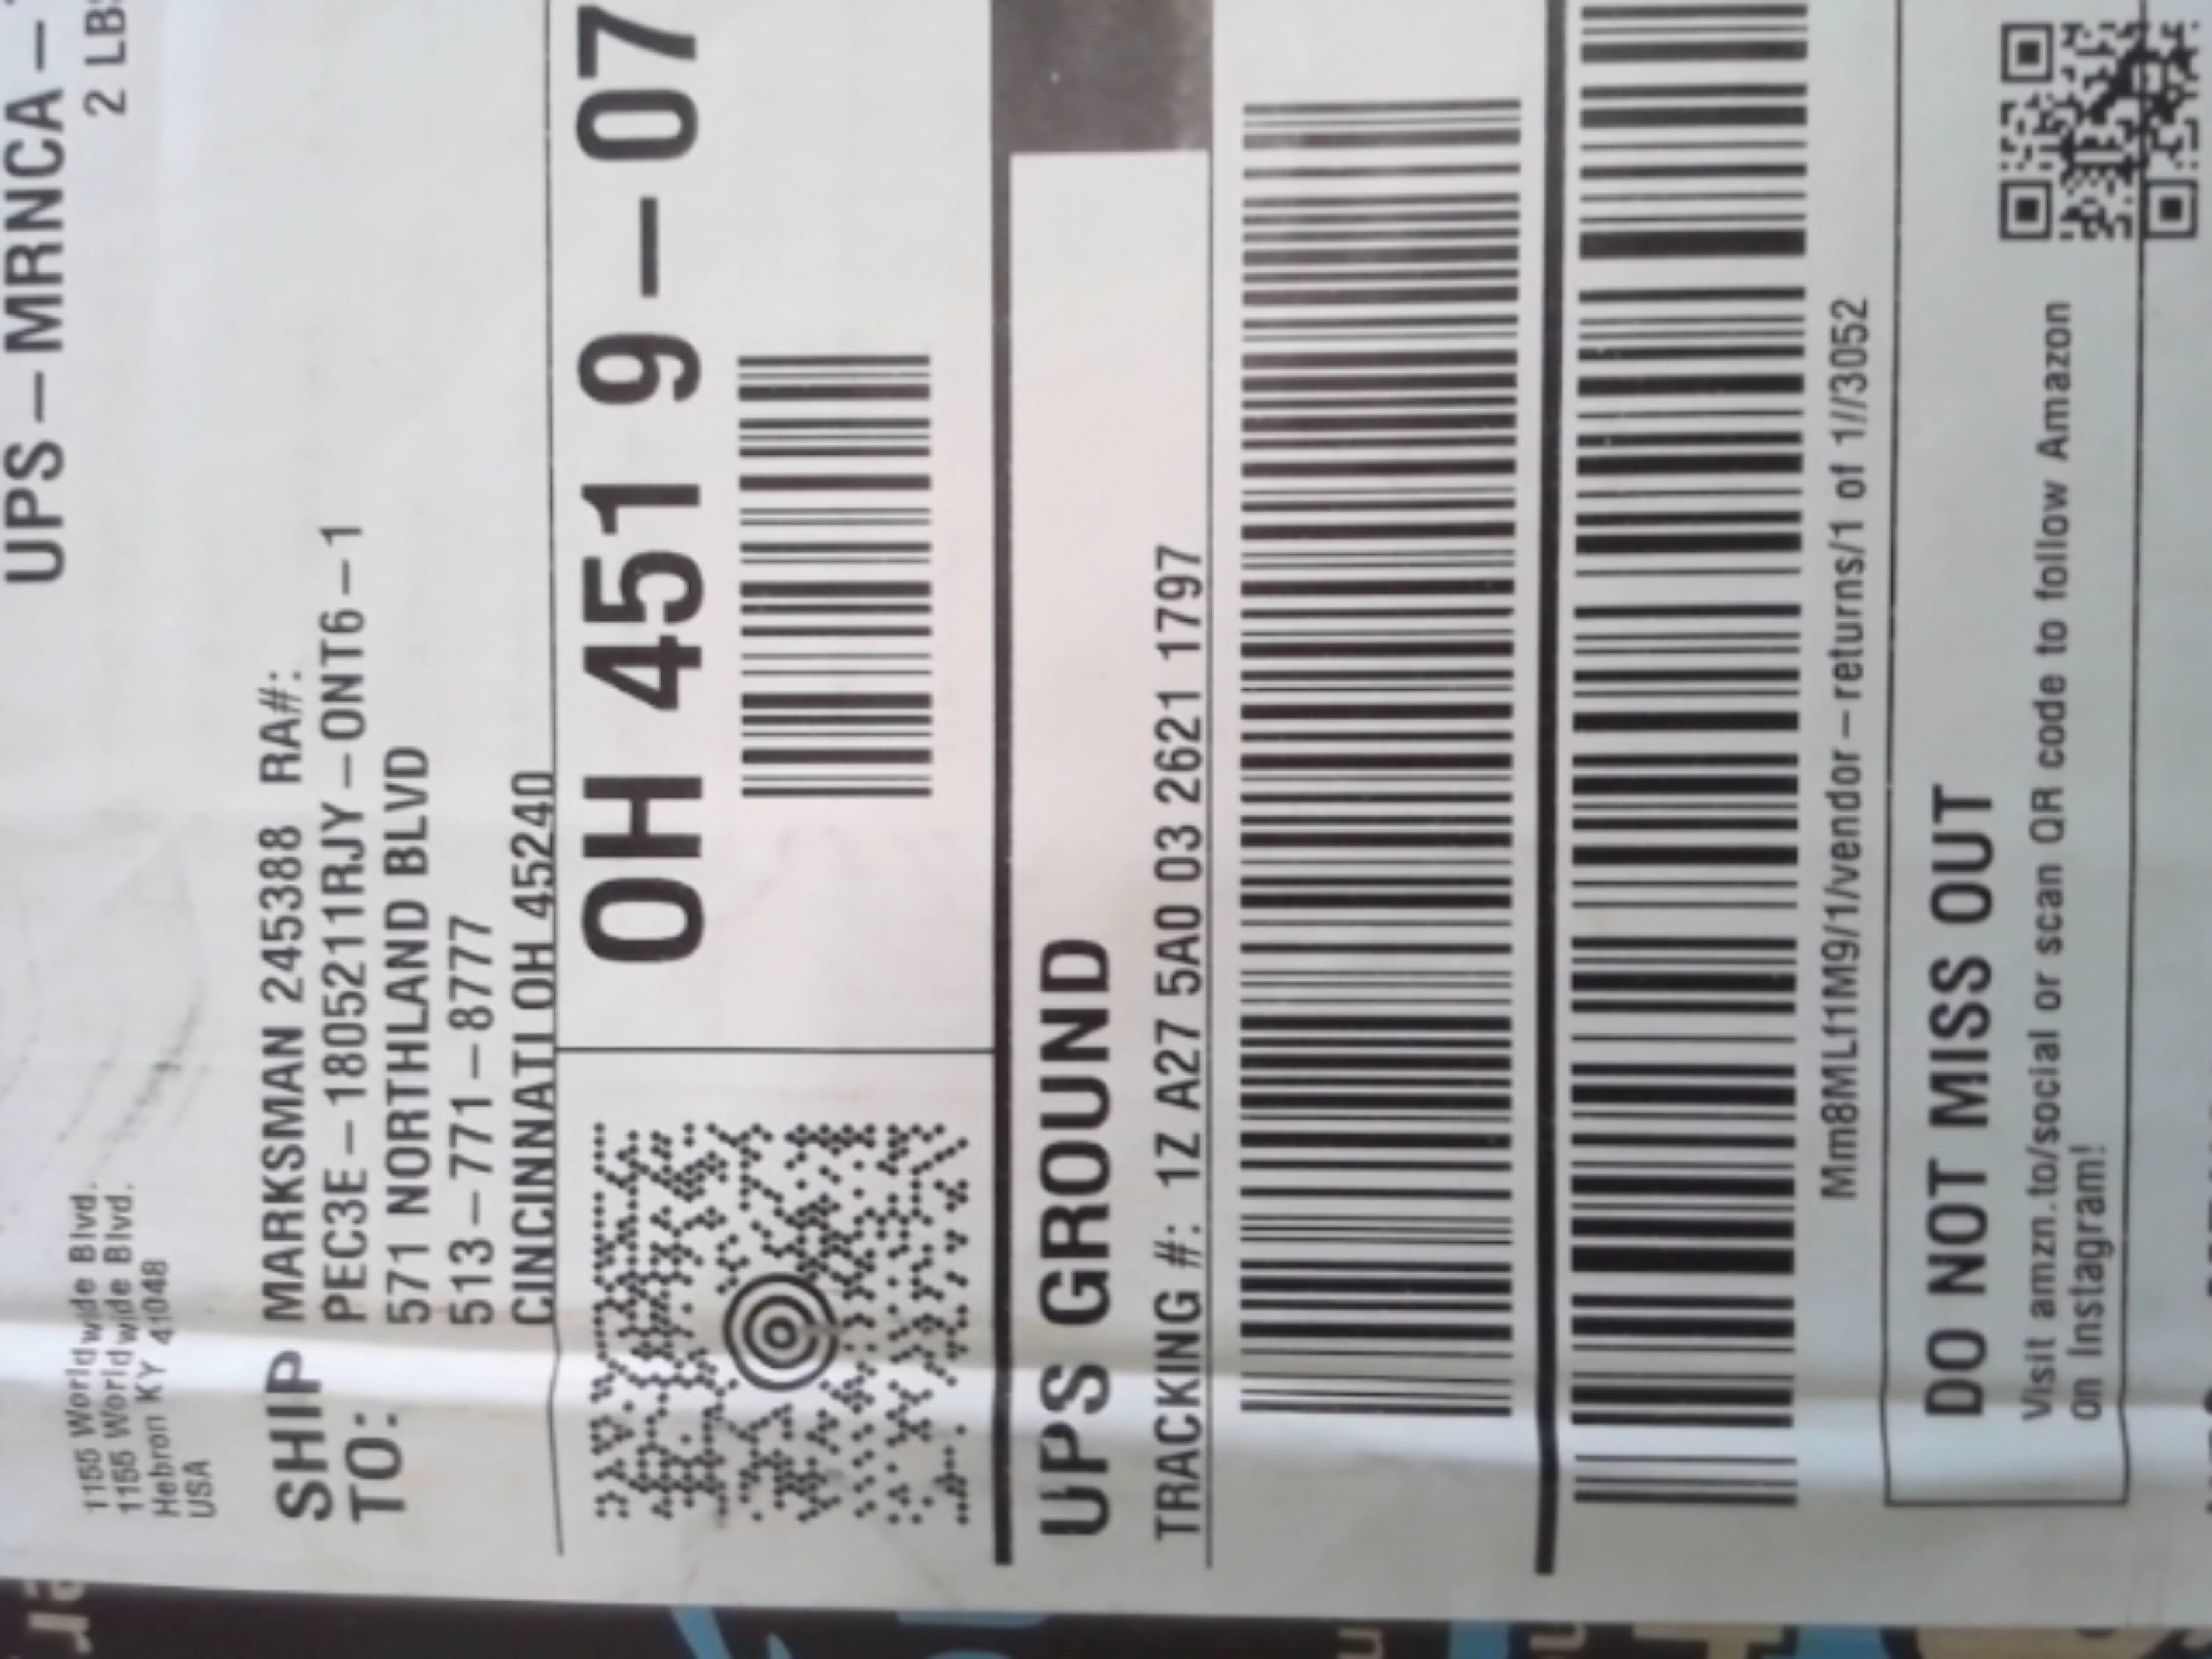 UPS – MRNCA –
2 LBS
1155 Worldwide Blvd.
1155 Worldwide Blvd.
Hebron KY 41048
USA
SHIP
TO:
MARKSMAN 245388 RA#:
PEC3E – 1805211RJY – ONT6 – 1
571 NORTHLAND BLVD
513 – 771 – 8777
CINCINNATI OH 45240
OH 451 9 – 07
UPS GROUND
TRACKING #: 1Z A27 5A0 03 2621 1797
Mm8MLf1M9/1/vendor – returns/1 of 1//3052
DO NOT MISS OUT
Visit amzn.to/social or scan QR code to follow Amazon
on Instagram!